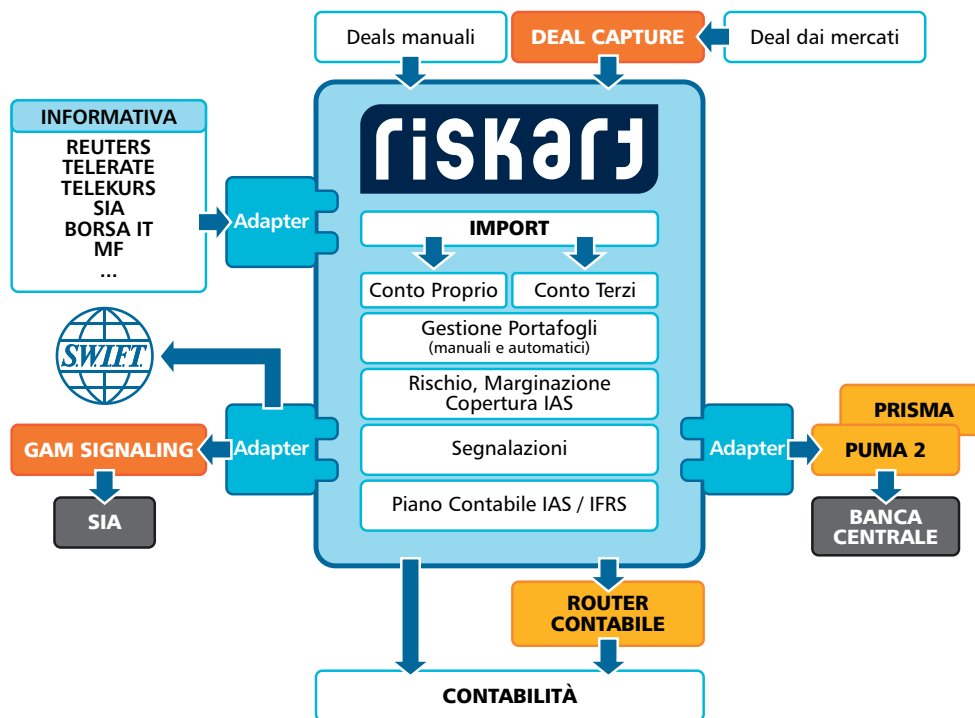 Deals manuali
DEAL CAPTURE
Deal dai mercati
INFORMATIVA
REUTERS
TELERATE
TELEKURS
SIA
BORSA IT
MF
...
Adapter
riskart
IMPORT
Conto Proprio
Conto Terzi
Gestione Portafogli
(manuali e automatici)
Rischio, Marginazione
Copertura IAS
Segnalazioni
Piano Contabile IAS / IFRS
S.W.I.F.T.
Adapter
GAM SIGNALING
SIA
Adapter
PRISMA
PUMA 2
BANCA
CENTRALE
ROUTER
CONTABILE
CONTABILITÀ